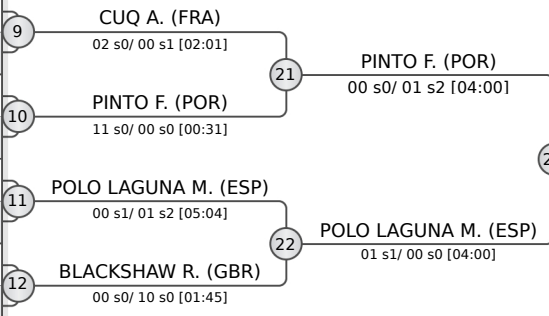 9
CUQ A. (FRA)
02 s0/ 00 s1 [02:01]
21
PINTO F. (POR)
00 s0/ 01 s2 [04:00]
10
PINTO F. (POR)
11 s0/ 00 s0 [00:31]
2
11
POLO LAGUNA M. (ESP)
00 s1/ 01 s2 [05:04]
22
POLO LAGUNA M. (ESP)
01 s1/ 00 s0 [04:00]
12
BLACKSHAW R. (GBR)
00 s0/ 10 s0 [01:45]